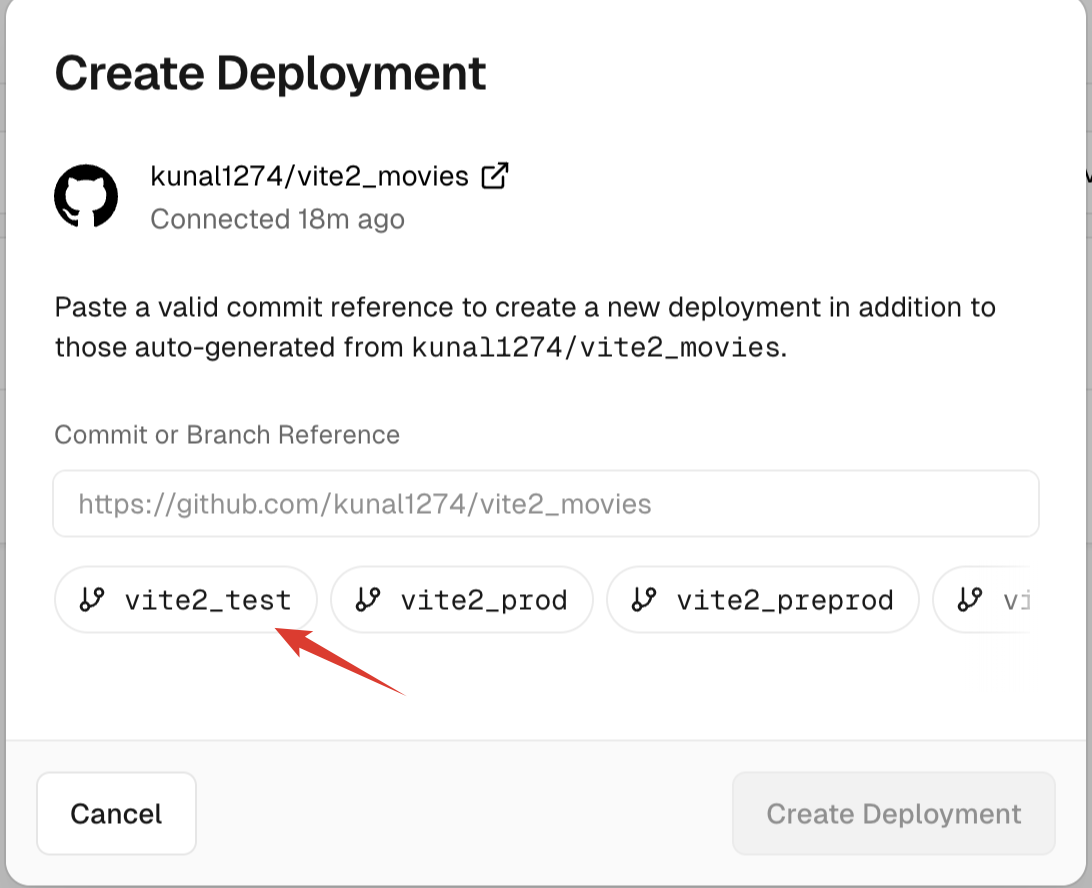 Create Deployment
kunal1274/vite2_movies
Connected 18m ago
Paste a valid commit reference to create a new deployment in addition to
those auto-generated from kunal1274/vite2_movies.
Commit or Branch Reference
https://github.com/kunal1274/vite2_movies
vite2_test vite2_prod vite2_preprod vi
Cancel Create Deployment